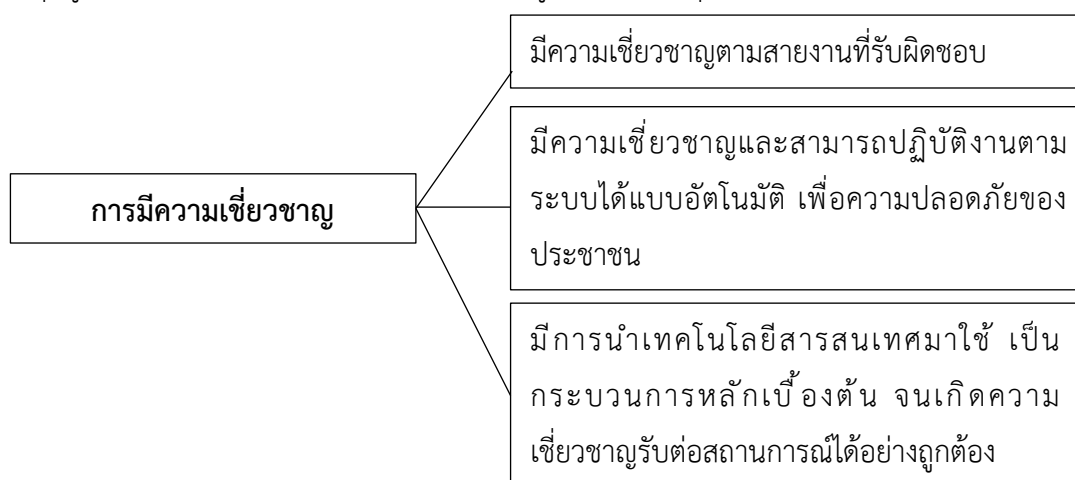 มีความเชี่ยวชาญตามสายงานที่รับผิดชอบ
การมีความเชี่ยวชาญ
มีความเชี่ยวชาญและสามารถปฏิบัติงานตาม
ระบบได้แบบอัตโนมัติ เพื่อความปลอดภัยของ
ประชาชน
มีการนำเทคโนโลยีสารสนเทศมาใช้ เป็น
กระบวนการหลักเบื้องต้น จนเกิดความ
เชี่ยวชาญรับต่อสถานการณ์ได้อย่างถูกต้อง